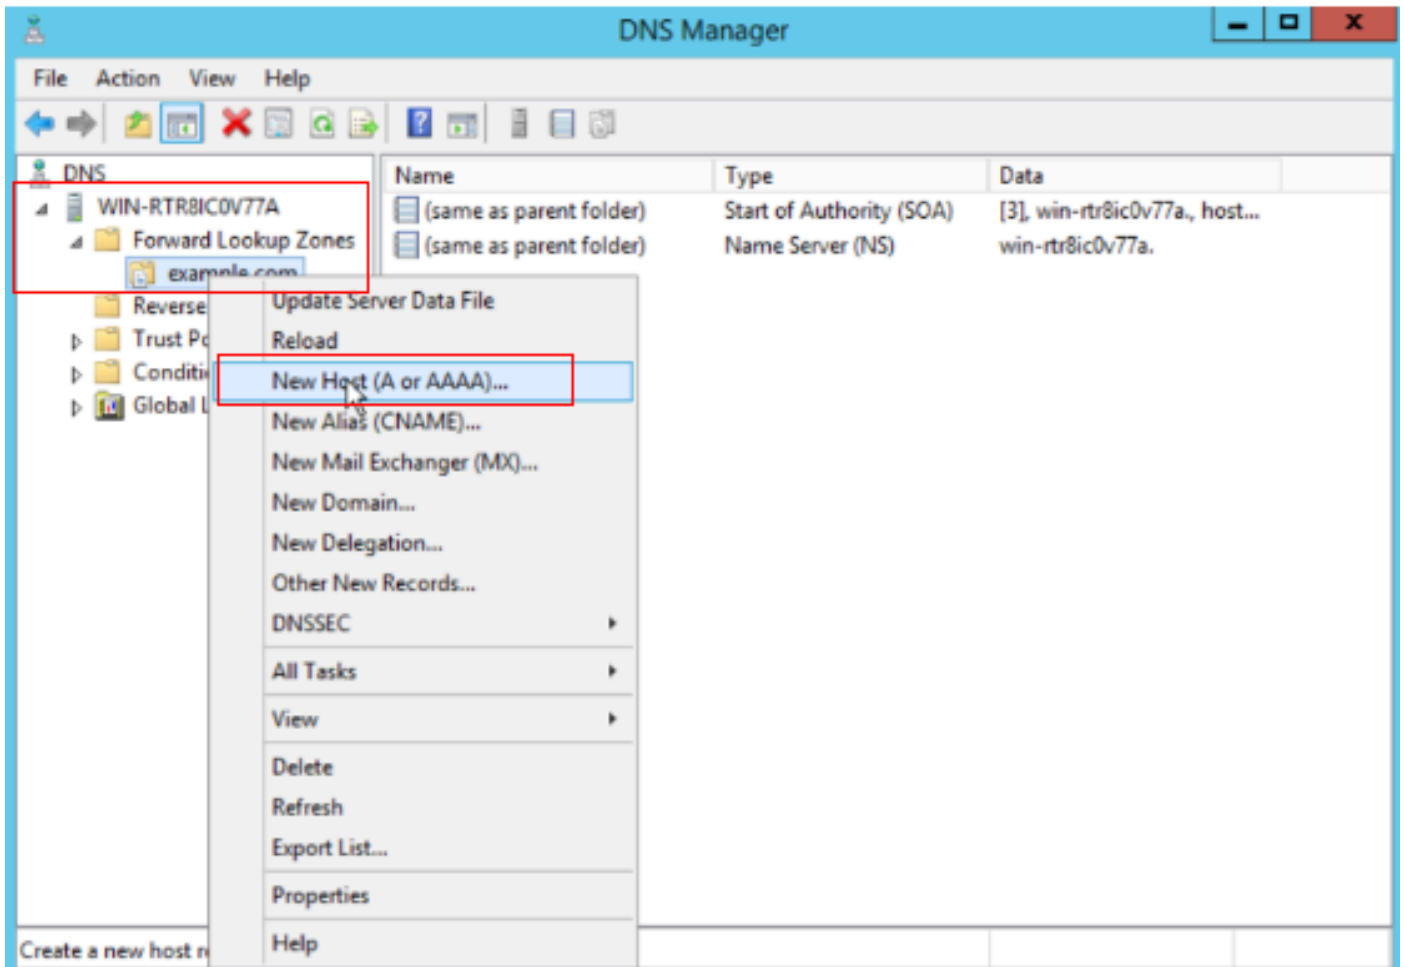 DNS Manager
File Action View Help
DNS
WIN-RTR8IC0V77A
Forward Lookup Zones
example.com
Reverse
Trust Po
Conditi
Global L
Name Type Data
(same as parent folder) Start of Authority (SOA) [3], win-rtr8ic0v77a., host...
(same as parent folder) Name Server (NS) win-rtr8ic0v77a.
Update Server Data File
Reload
New Host (A or AAAA)...
New Alias (CNAME)...
New Mail Exchanger (MX)...
New Domain...
New Delegation...
Other New Records...
DNSSEC
All Tasks
View
Delete
Refresh
Export List...
Properties
Help
Create a new host r